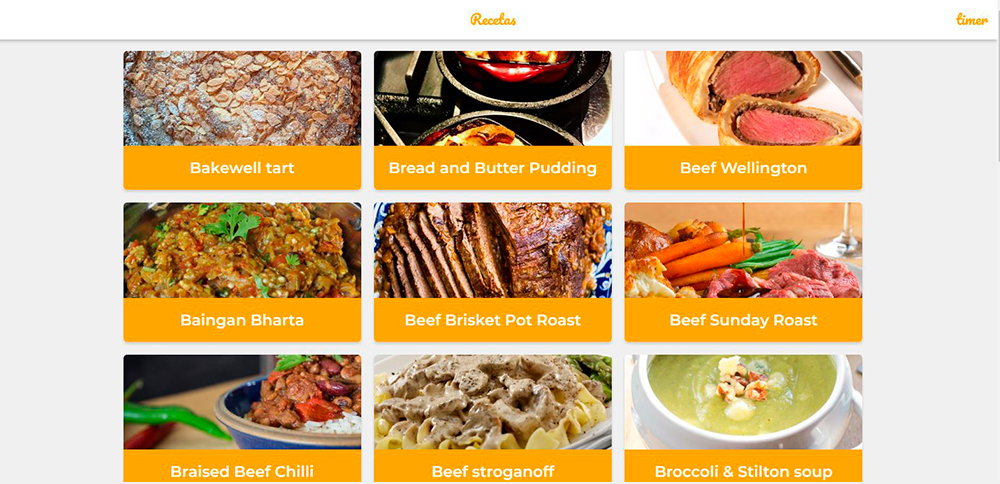 Recetas
timer
Bakewell tart
Bread and Butter Pudding
Beef Wellington
Baingan Bharta
Beef Brisket Pot Roast
Beef Sunday Roast
Braised Beef Chilli
Beef stroganoff
Broccoli & Stilton soup